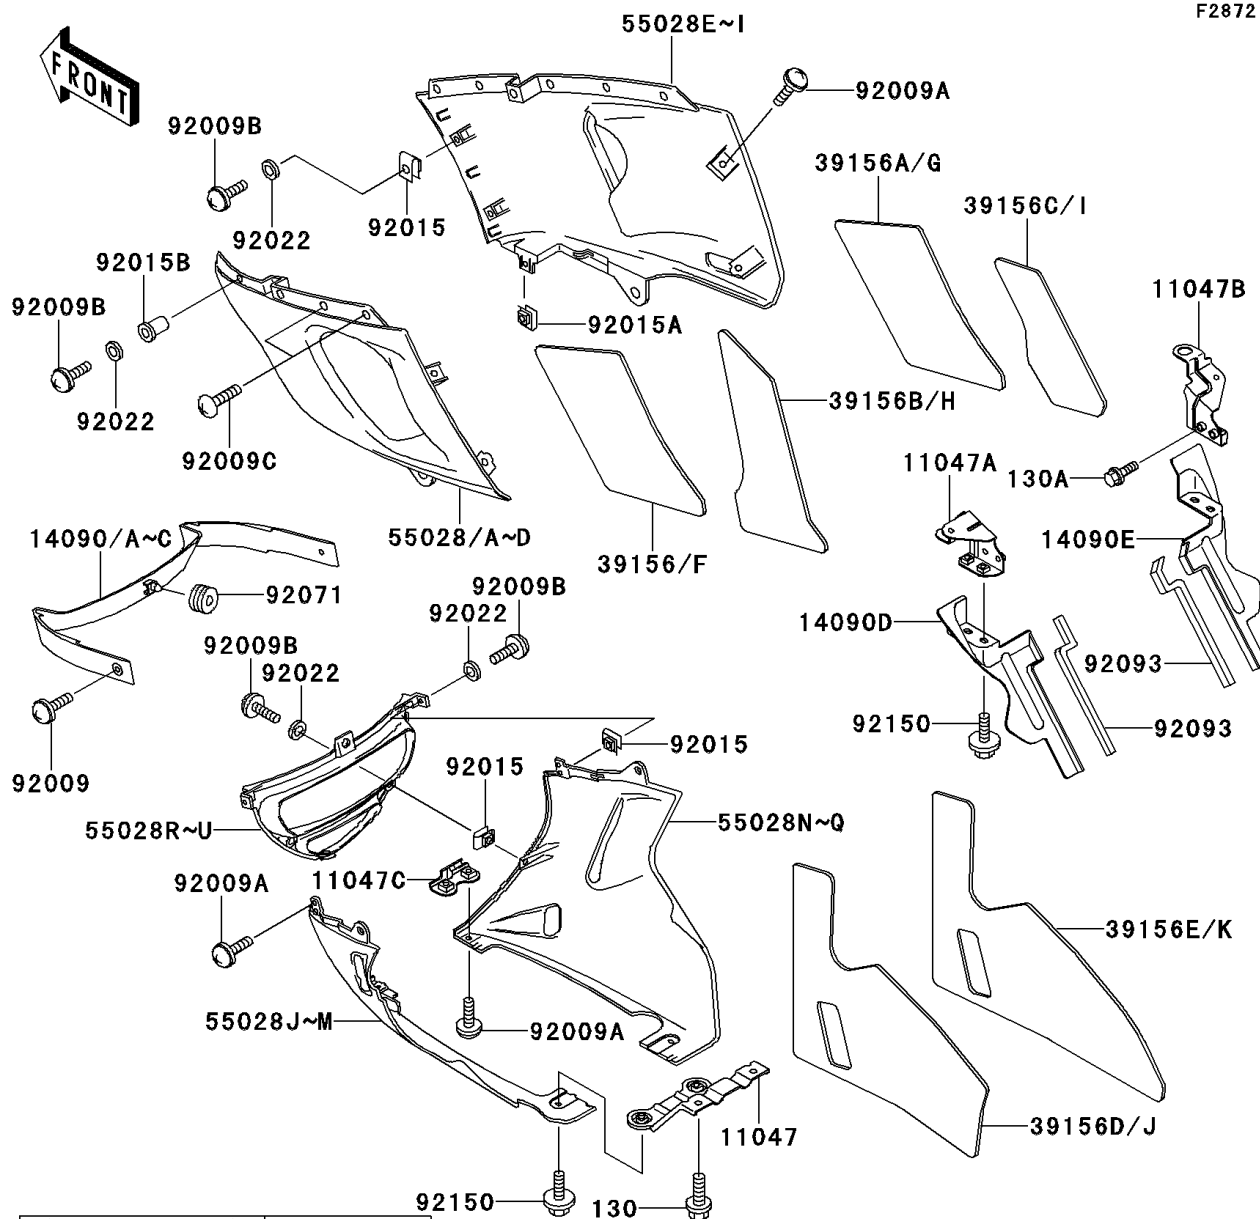 F2872
55028E~I
FRONT
92009A
92009B
39156A/G
39156C/I
92022
92015
92015B
11047B
92009B
92015A
39156B/H
92022
92009C
11047A
130A
14090/A~C
55028/A~D
39156/F
14090E
92071
92009B
92022
14090D
92009B
92022
92093
92150
92093
92015
92009
92015
55028R~U
55028N~Q
92009A
11047C
39156E/K
55028J~M
92009A
39156D/J
11047
92150
130